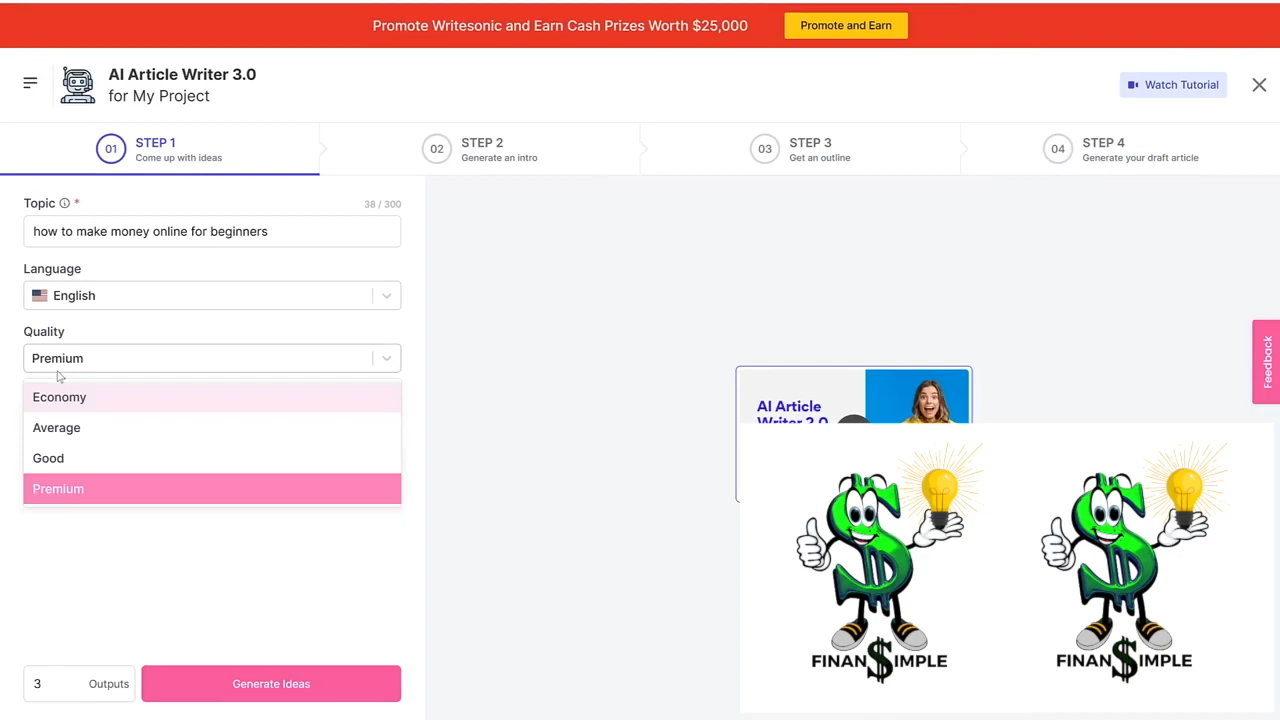 Promote Writesonic and Earn Cash Prizes Worth $25,000
Promote and Earn
AI Article Writer 3.0
for My Project
Watch Tutorial
01
STEP 1
Come up with ideas
02
STEP 2
Generate an intro
03
STEP 3
Get an outline
04
STEP 4
Generate your draft article
Topic *
38 / 300
how to make money online for beginners
Language
English
Quality
Premium
Economy
Average
Good
Premium
3
Outputs
Generate Ideas
AI Article
Writer 2.0
Feedback
FINAN$IMPLE
FINAN$IMPLE